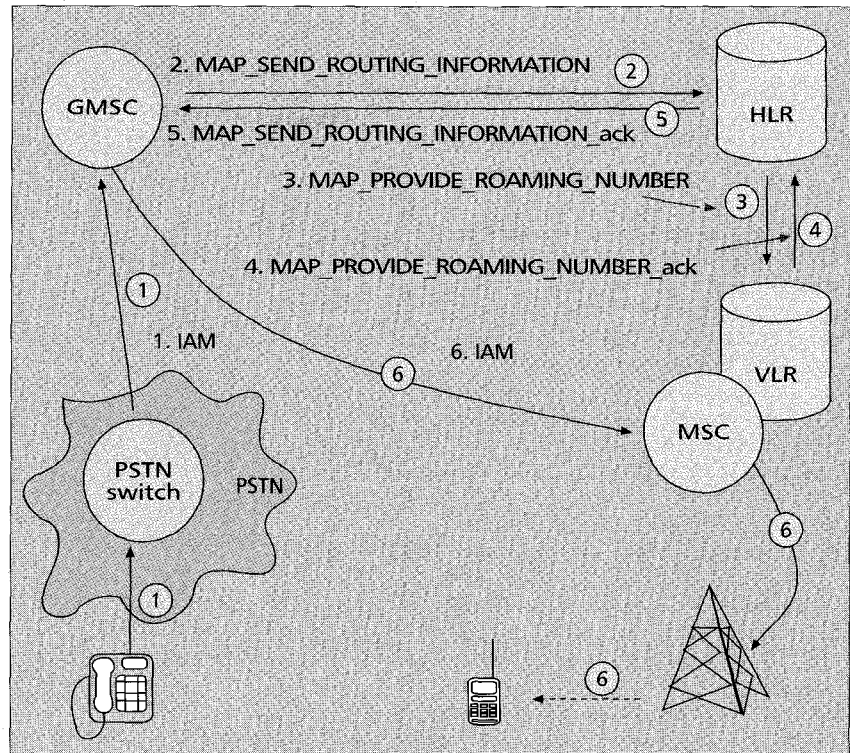 2. MAP_SEND_ROUTING_INFORMATION
2
GMSC
HLR
5
5. MAP_SEND_ROUTING_INFORMATION_ack
3. MAP_PROVIDE_ROAMING_NUMBER
3
4
4. MAP_PROVIDE_ROAMING_NUMBER_ack
1
1. IAM
6. IAM
6
VLR
MSC
PSTN
switch
PSTN
6
1
6